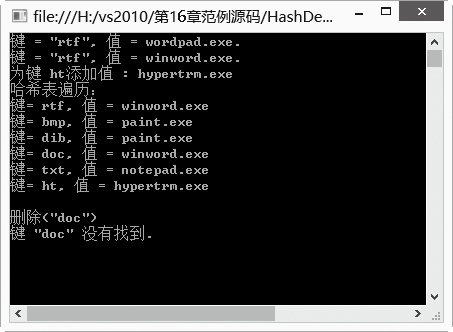 file:///H:/vs2010/第16章范例源码/HashDe...
键 = "rtf", 值 = wordpad.exe.
键 = "rtf", 值 = winword.exe.
为键 ht添加值 : hypertrm.exe
哈希表遍历:
键= rtf, 值 = winword.exe
键= bmp, 值 = paint.exe
键= dib, 值 = paint.exe
键= doc, 值 = winword.exe
键= txt, 值 = notepad.exe
键= ht, 值 = hypertrm.exe
删除("doc")
键 "doc" 没有找到.